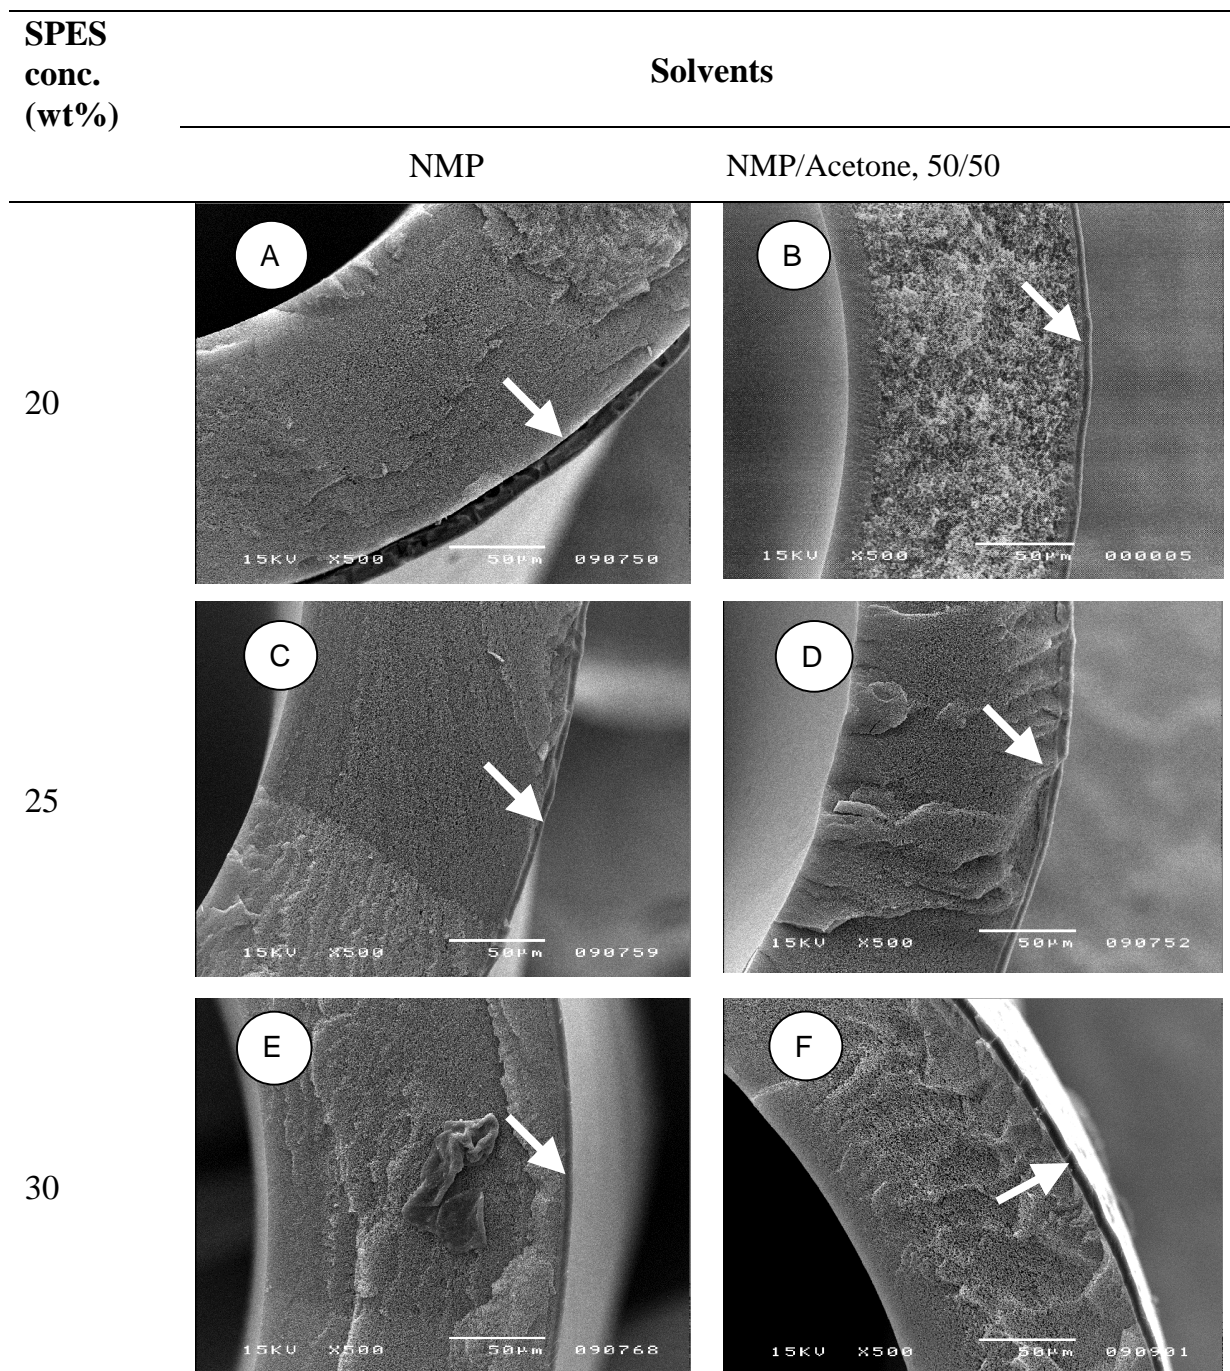 SPES
conc.
(wt%)
Solvents
NMP
NMP/Acetone, 50/50
20
A
15KV X500 50µm 090750
B
15KV X500 50µm 000005
25
C
15KV X500 50µm 090759
D
15KV X500 50µm 090752
30
E
15KV X500 50µm 090768
F
15KV X500 50µm 090901